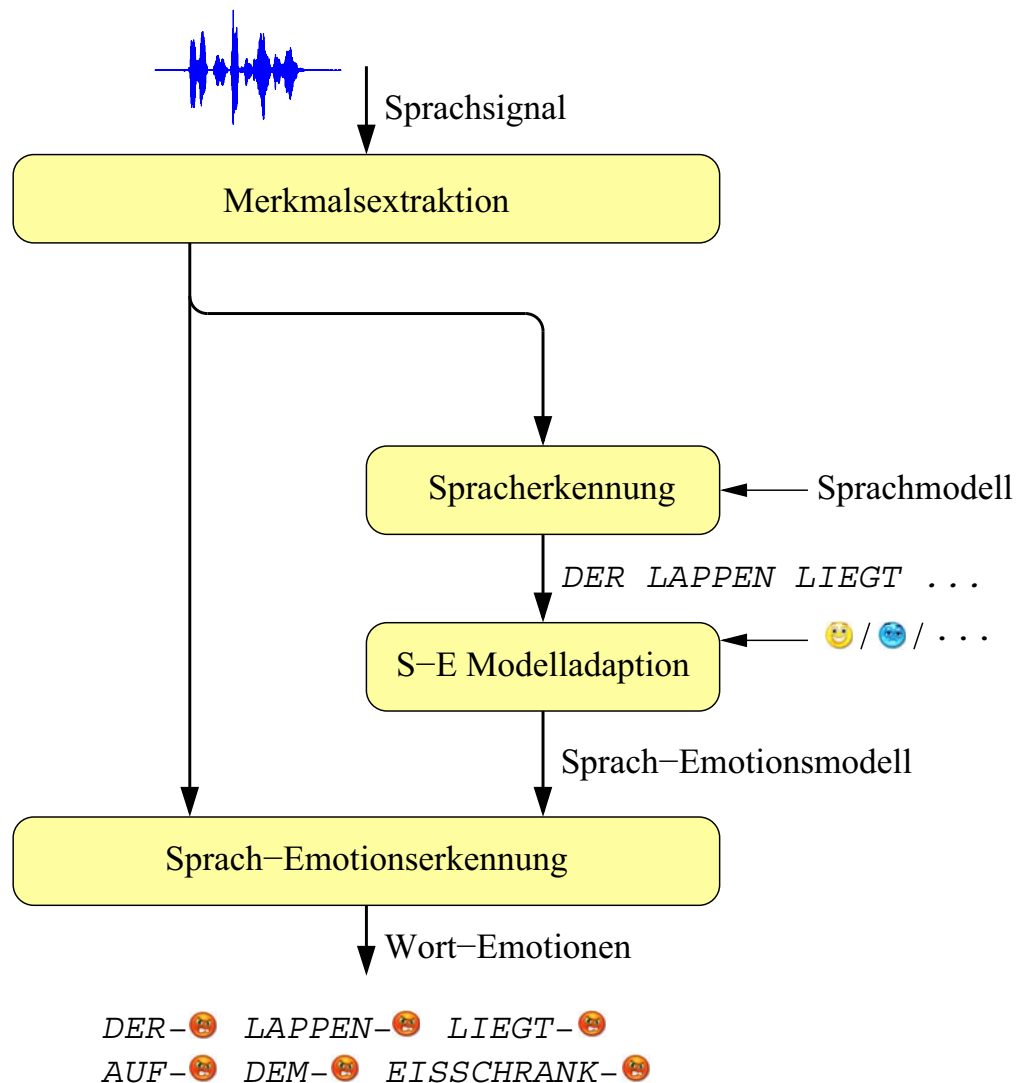 Sprachsignal
Merkmalsextraktion
Spracherkennung
Sprachmodell
DER LAPPEN LIEGT ...
/ / ...
S−E Modelladaption
Sprach−Emotionsmodell
Sprach−Emotionserkennung
Wort−Emotionen
DER- LAPPEN- LIEGT-
AUF- DEM- EISSCHRANK-